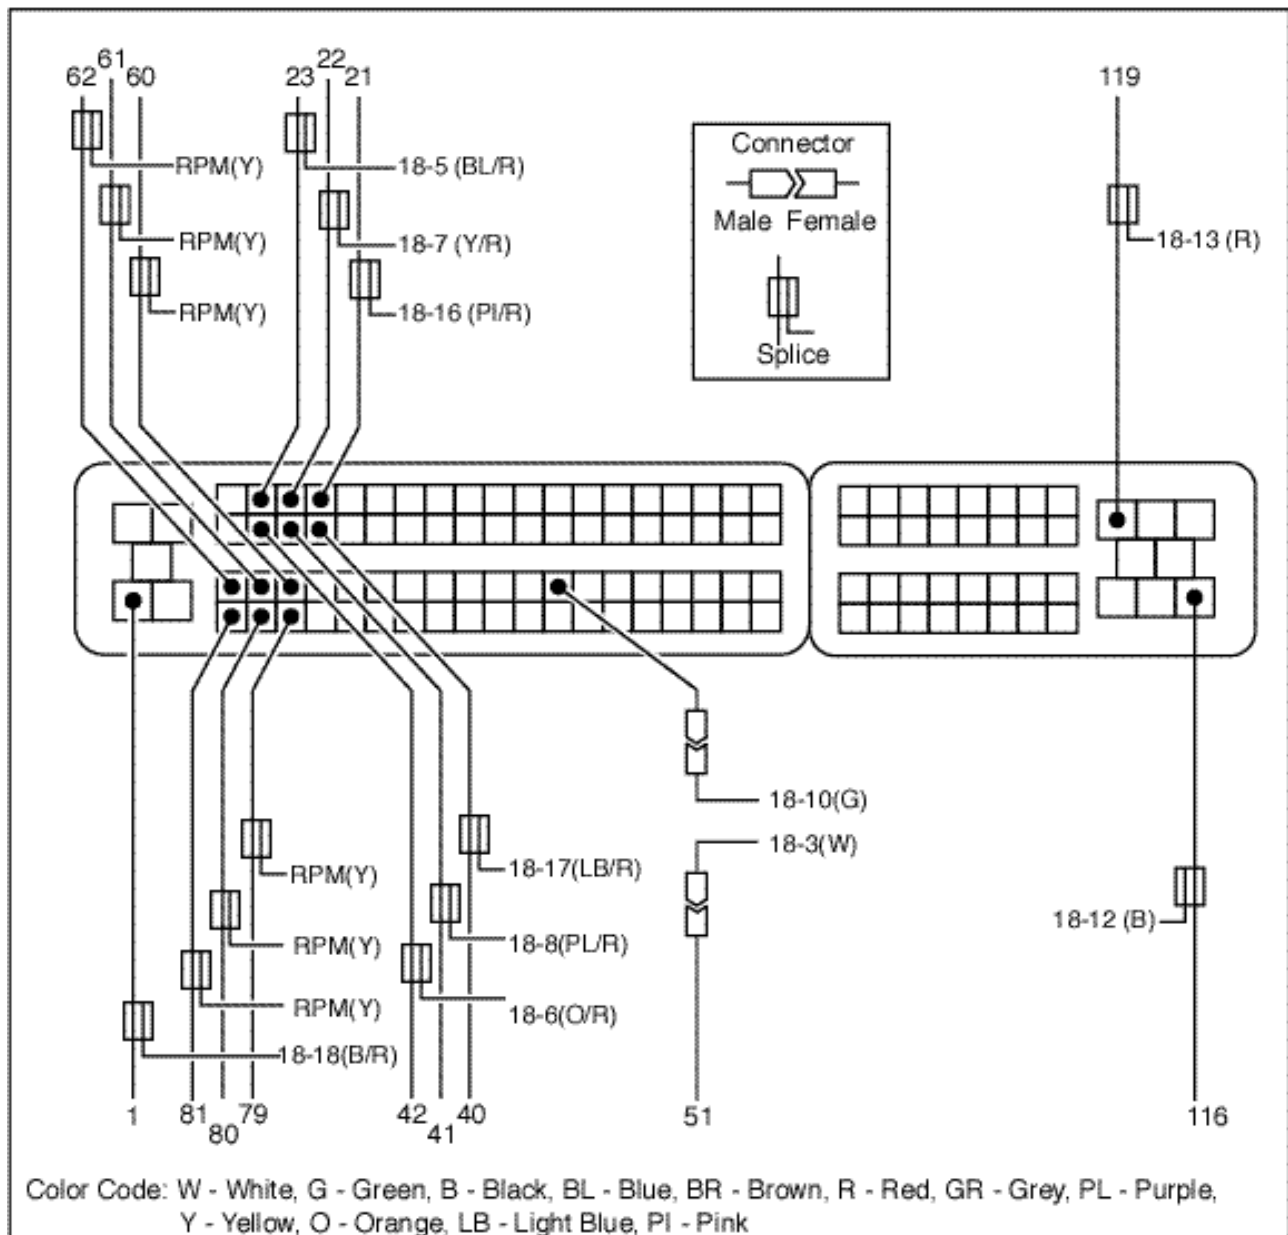 61
22
62
60
23
21
119
RPM(Y)
18-5 (BL/R)
Connector
Male Female
RPM(Y)
18-7 (Y/R)
18-13 (R)
RPM(Y)
18-16 (PI/R)
Splice
18-10(G)
18-3(W)
RPM(Y)
18-17(LB/R)
18-12 (B)
RPM(Y)
18-8(PL/R)
RPM(Y)
18-6(O/R)
18-18(B/R)
1
81
79
42
40
51
116
80
41
Color Code: W - White, G - Green, B - Black, BL - Blue, BR - Brown, R - Red, GR - Grey, PL - Purple,
Y - Yellow, O - Orange, LB - Light Blue, PI - Pink